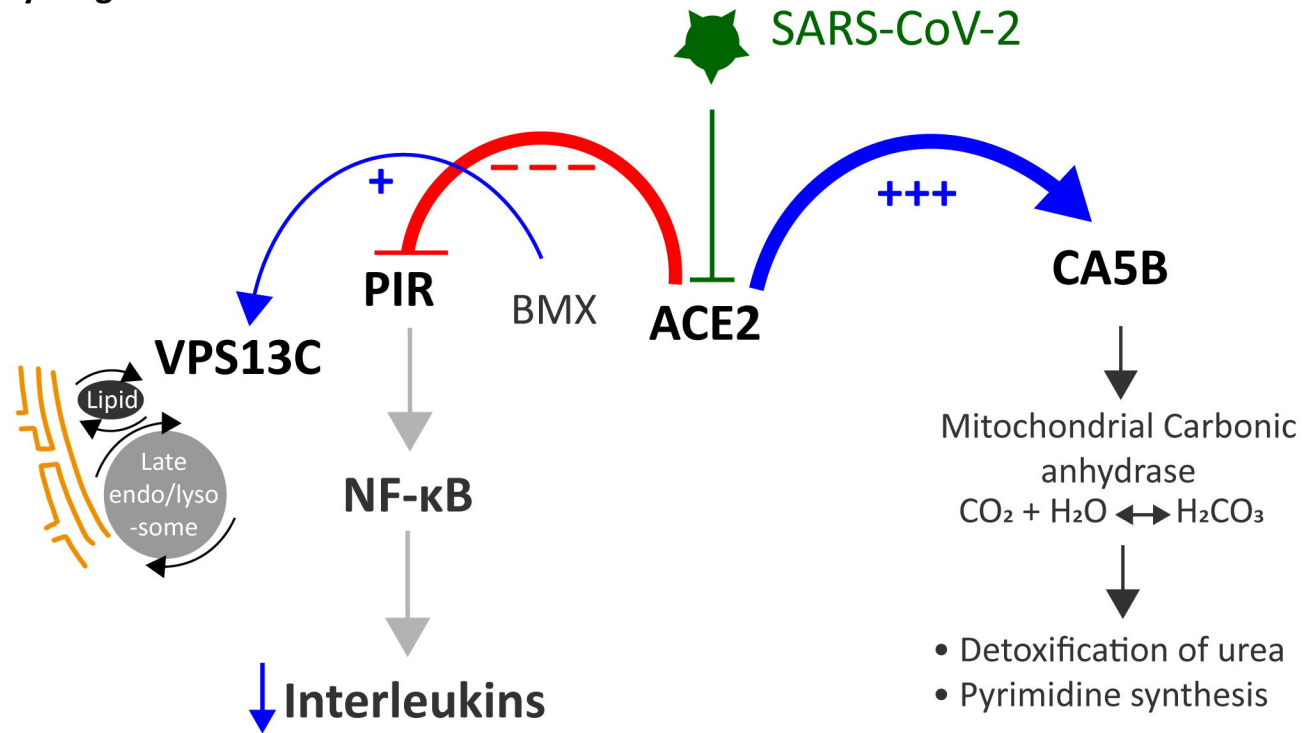 SARS-CoV-2
+
− − −
+++
PIR
BMX
ACE2
CA5B
VPS13C
Lipid
Late
endo/lyso
-some
NF-κB
Interleukins
Mitochondrial Carbonic
anhydrase
CO₂ + H₂O ↔ H₂CO₃
• Detoxification of urea
• Pyrimidine synthesis